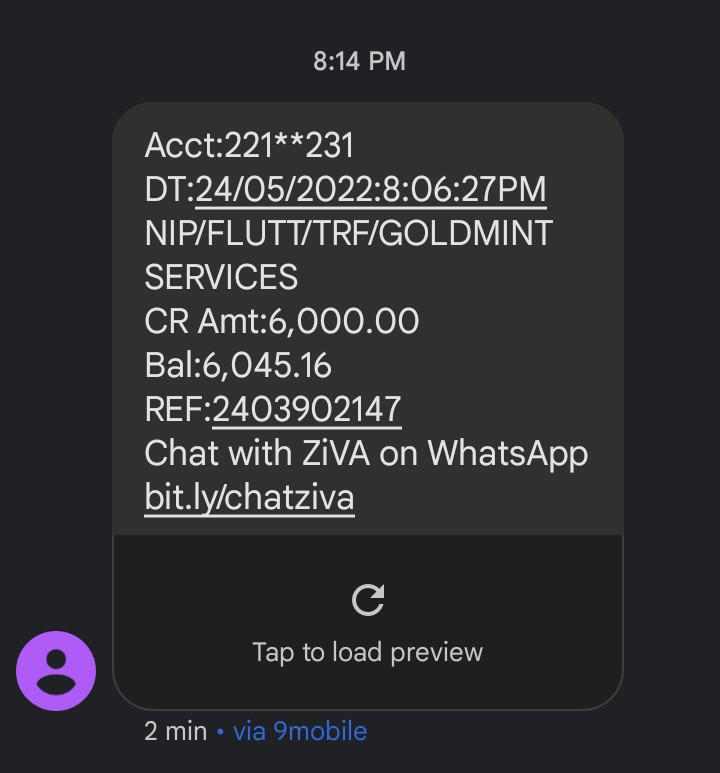 8:14 PM
Acct:221**231
DT:24/05/2022:8:06:27PM
NIP/FLUTT/TRF/GOLDMINT
SERVICES
CR Amt:6,000.00
Bal:6,045.16
REF:2403902147
Chat with ZiVA on WhatsApp
bit.ly/chatziva
Tap to load preview
2 min • via 9mobile